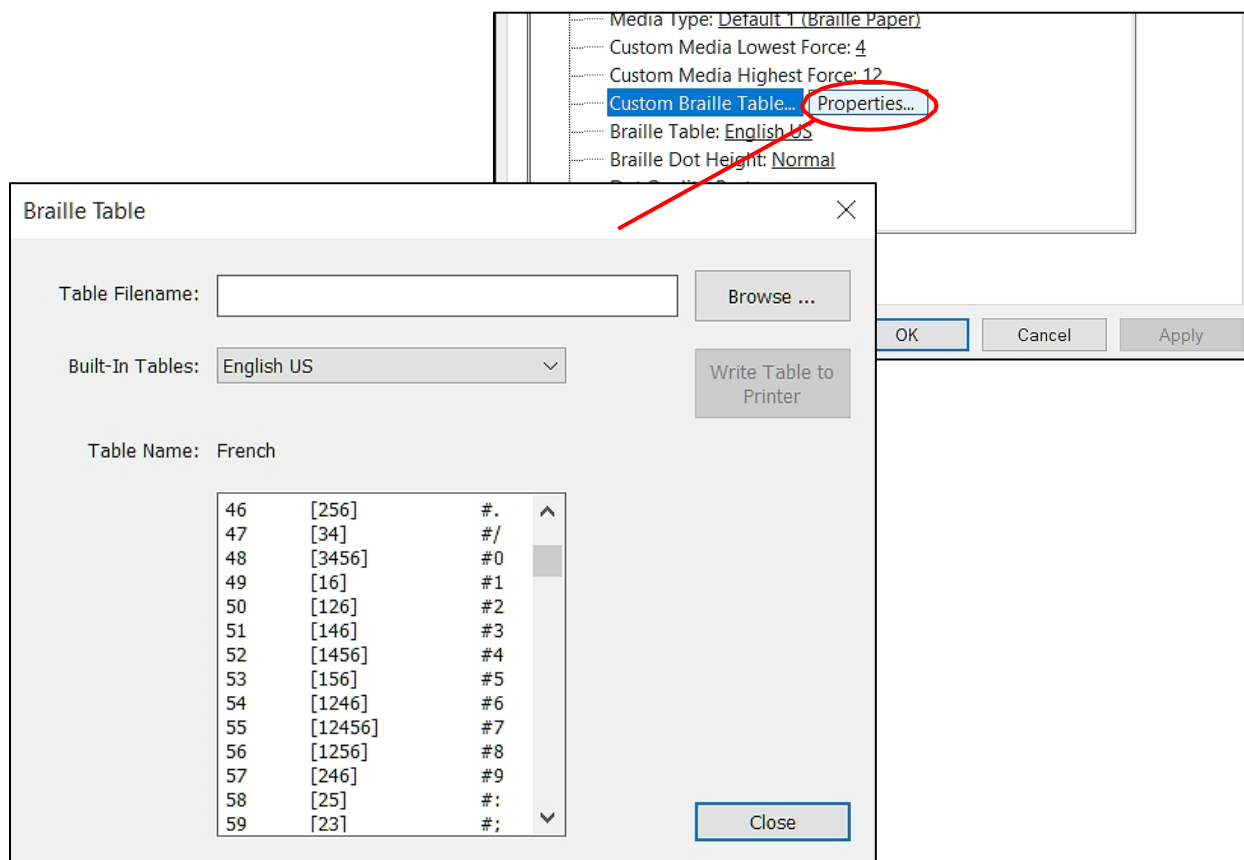 Media Type: Default 1 (Braille Paper)
Custom Media Lowest Force: 4
Custom Media Highest Force: 12
Custom Braille Table... Properties...
Braille Table: English US
Braille Dot Height: Normal
Braille Table
Table Filename: Browse ...
Built-In Tables: English US
Write Table to
Printer
Table Name: French
46 [256] #.
47 [34] #/
48 [3456] #0
49 [16] #1
50 [126] #2
51 [146] #3
52 [1456] #4
53 [156] #5
54 [1246] #6
55 [12456] #7
56 [1256] #8
57 [246] #9
58 [25] #:
59 [23] #;
Close
OK Cancel Apply